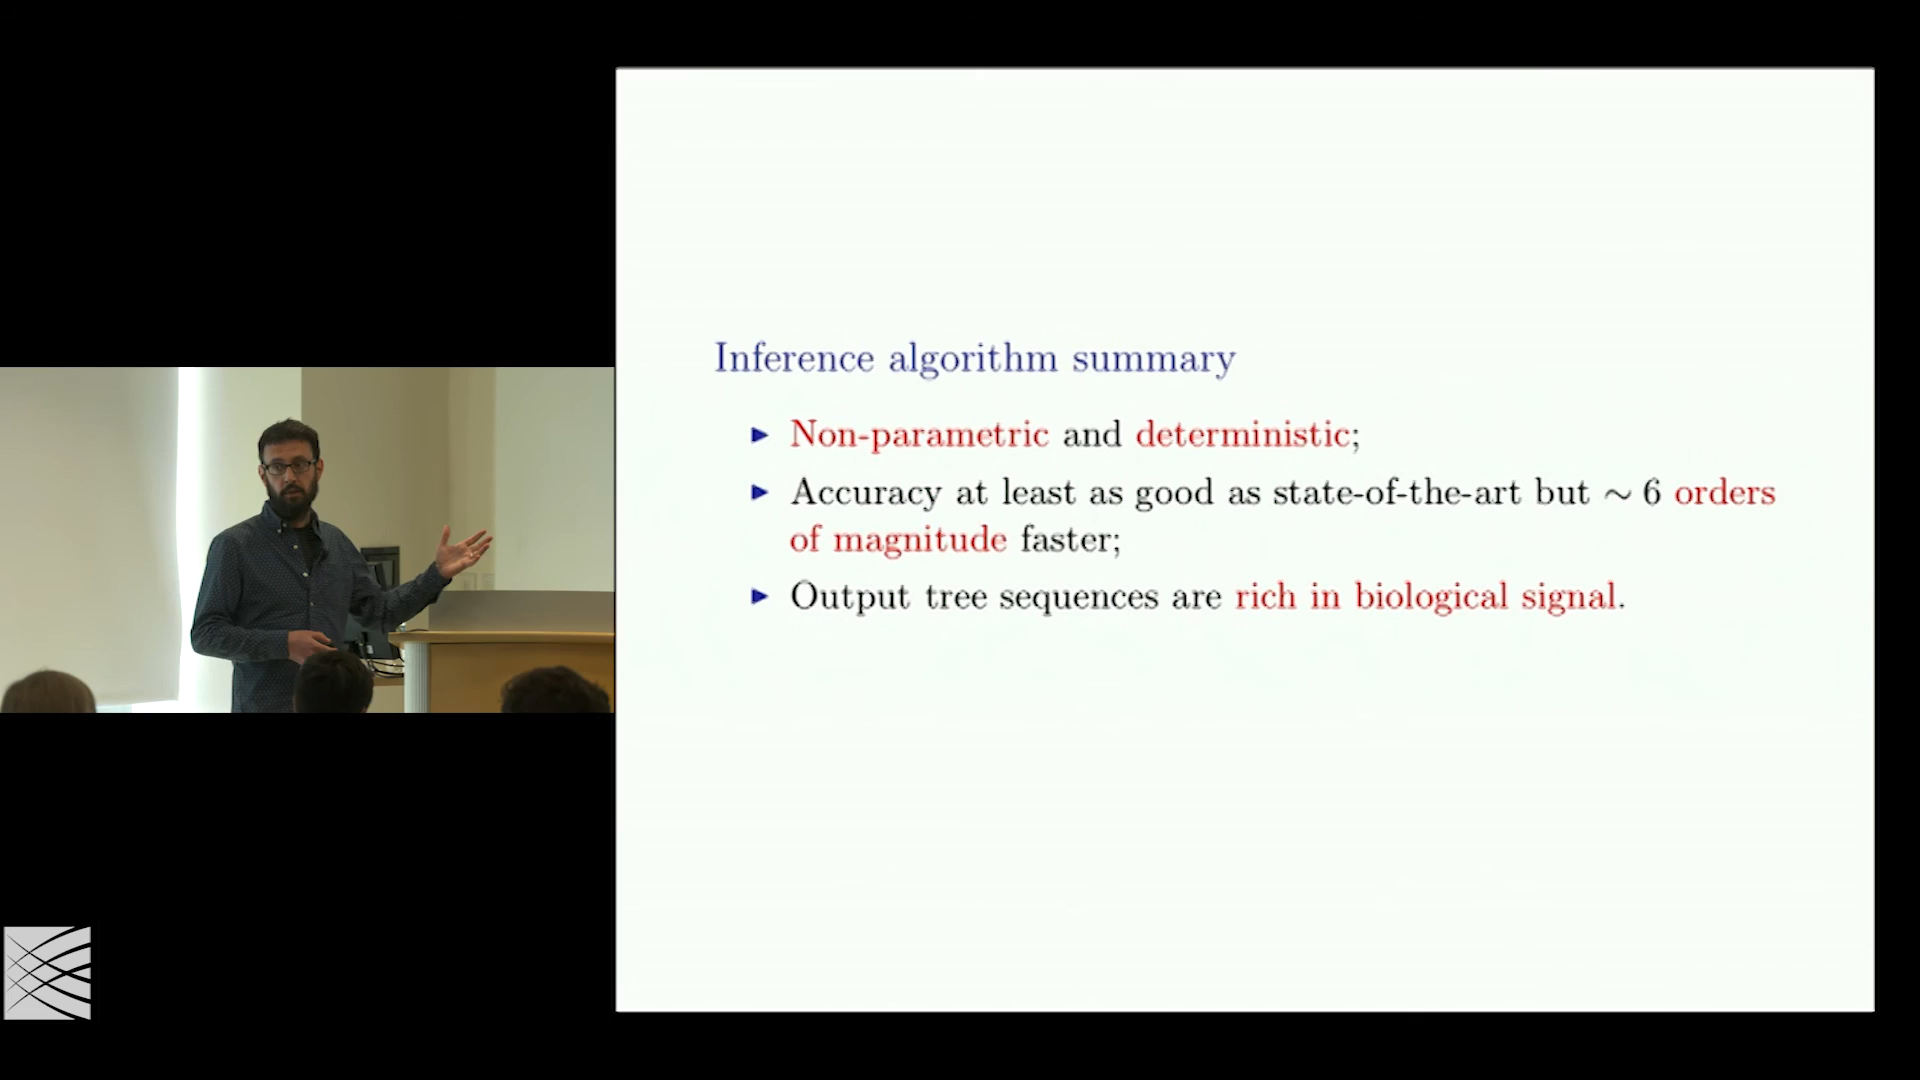 Inference algorithm summary
Non-parametric and deterministic;
Accuracy at least as good as state-of-the-art but ∼ 6 orders
of magnitude faster;
Output tree sequences are rich in biological signal.